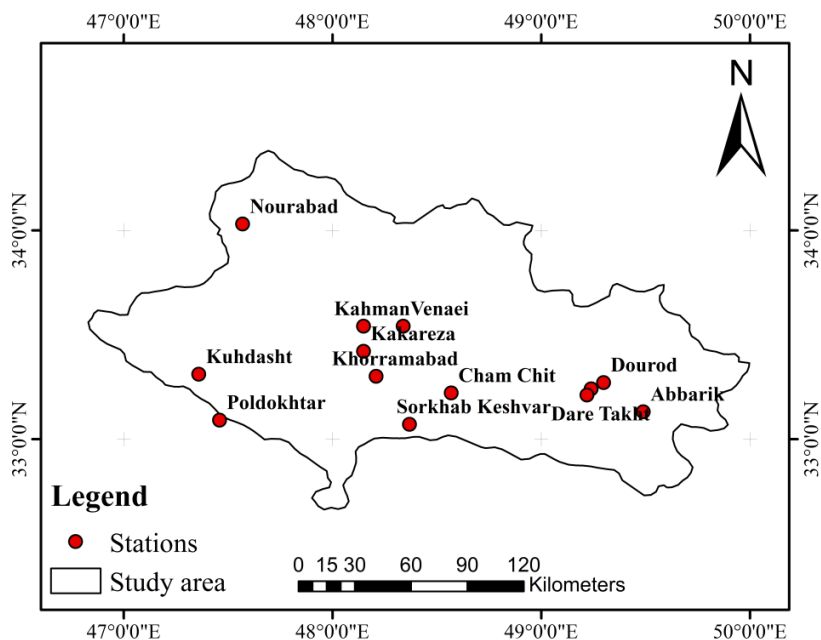 47°0'0"E 48°0'0"E 49°0'0"E 50°0'0"E
N
34°0'0"N 34°0'0"N
Nourabad
KahmanVenaei
Kakareza
Kuhdasht Khorramabad
Cham Chit Dourod
Poldokhtar Sorkhab Keshvar Dare Takht Abbarik
33°0'0"N 33°0'0"N
Legend
Stations
Study area
0 15 30 60 90 120
Kilometers
47°0'0"E 48°0'0"E 49°0'0"E 50°0'0"E